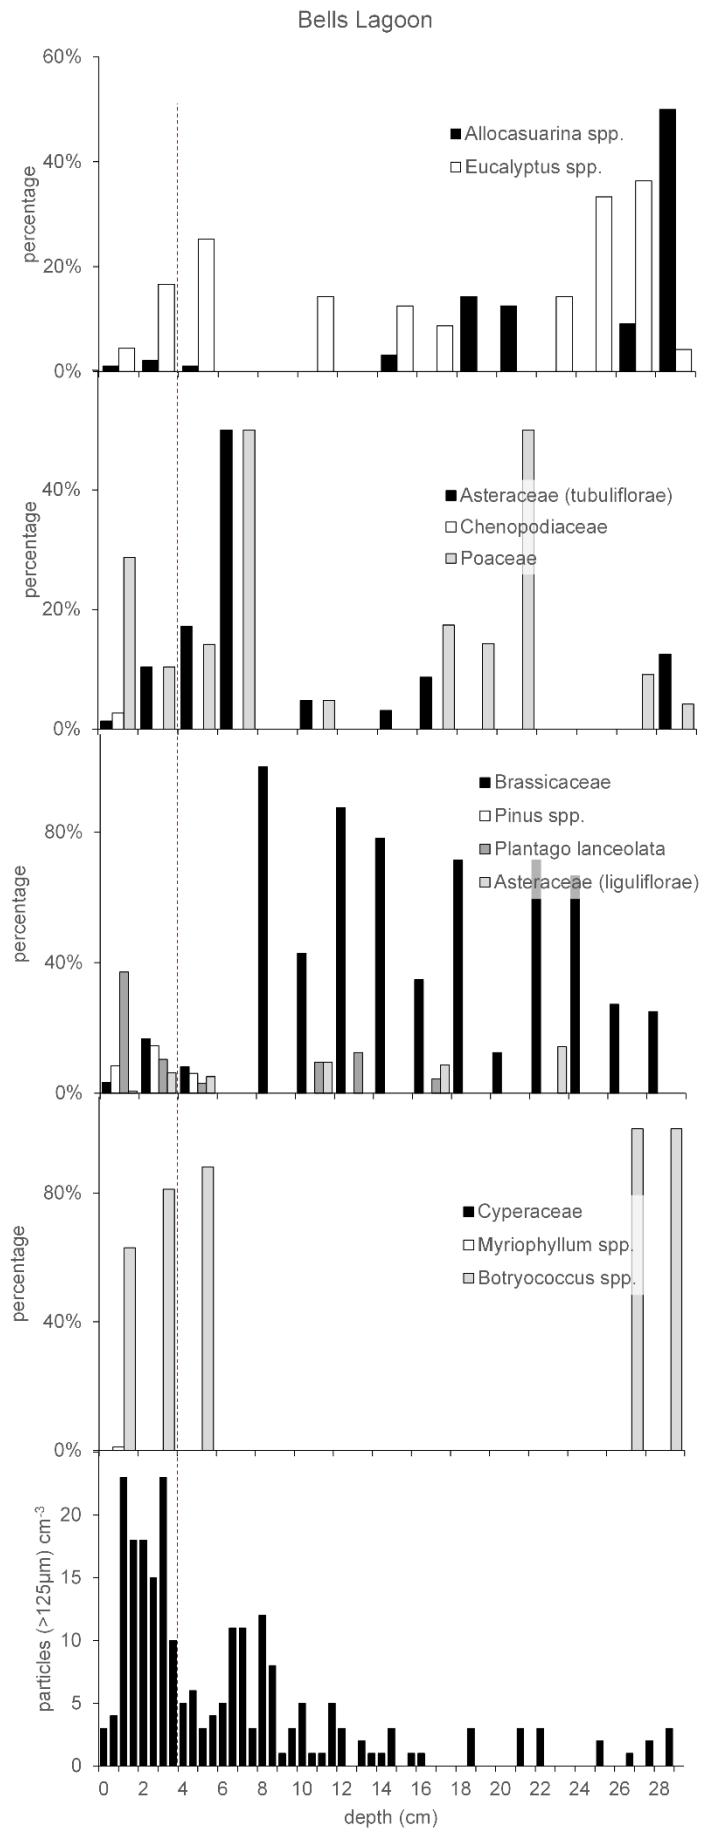 Bells Lagoon
60%
40%
20%
0%
percentage
Allocasuarina spp.
Eucalyptus spp.
40%
20%
0%
percentage
Asteraceae (tubuliflorae)
Chenopodiaceae
Poaceae
80%
40%
0%
percentage
Brassicaceae
Pinus spp.
Plantago lanceolata
Asteraceae (liguliflorae)
80%
40%
0%
percentage
Cyperaceae
Myriophyllum spp.
Botryococcus spp.
20
15
10
5
0
particles (>125µm) cm-3
0 2 4 6 8 10 12 14 16 18 20 22 24 26 28
depth (cm)